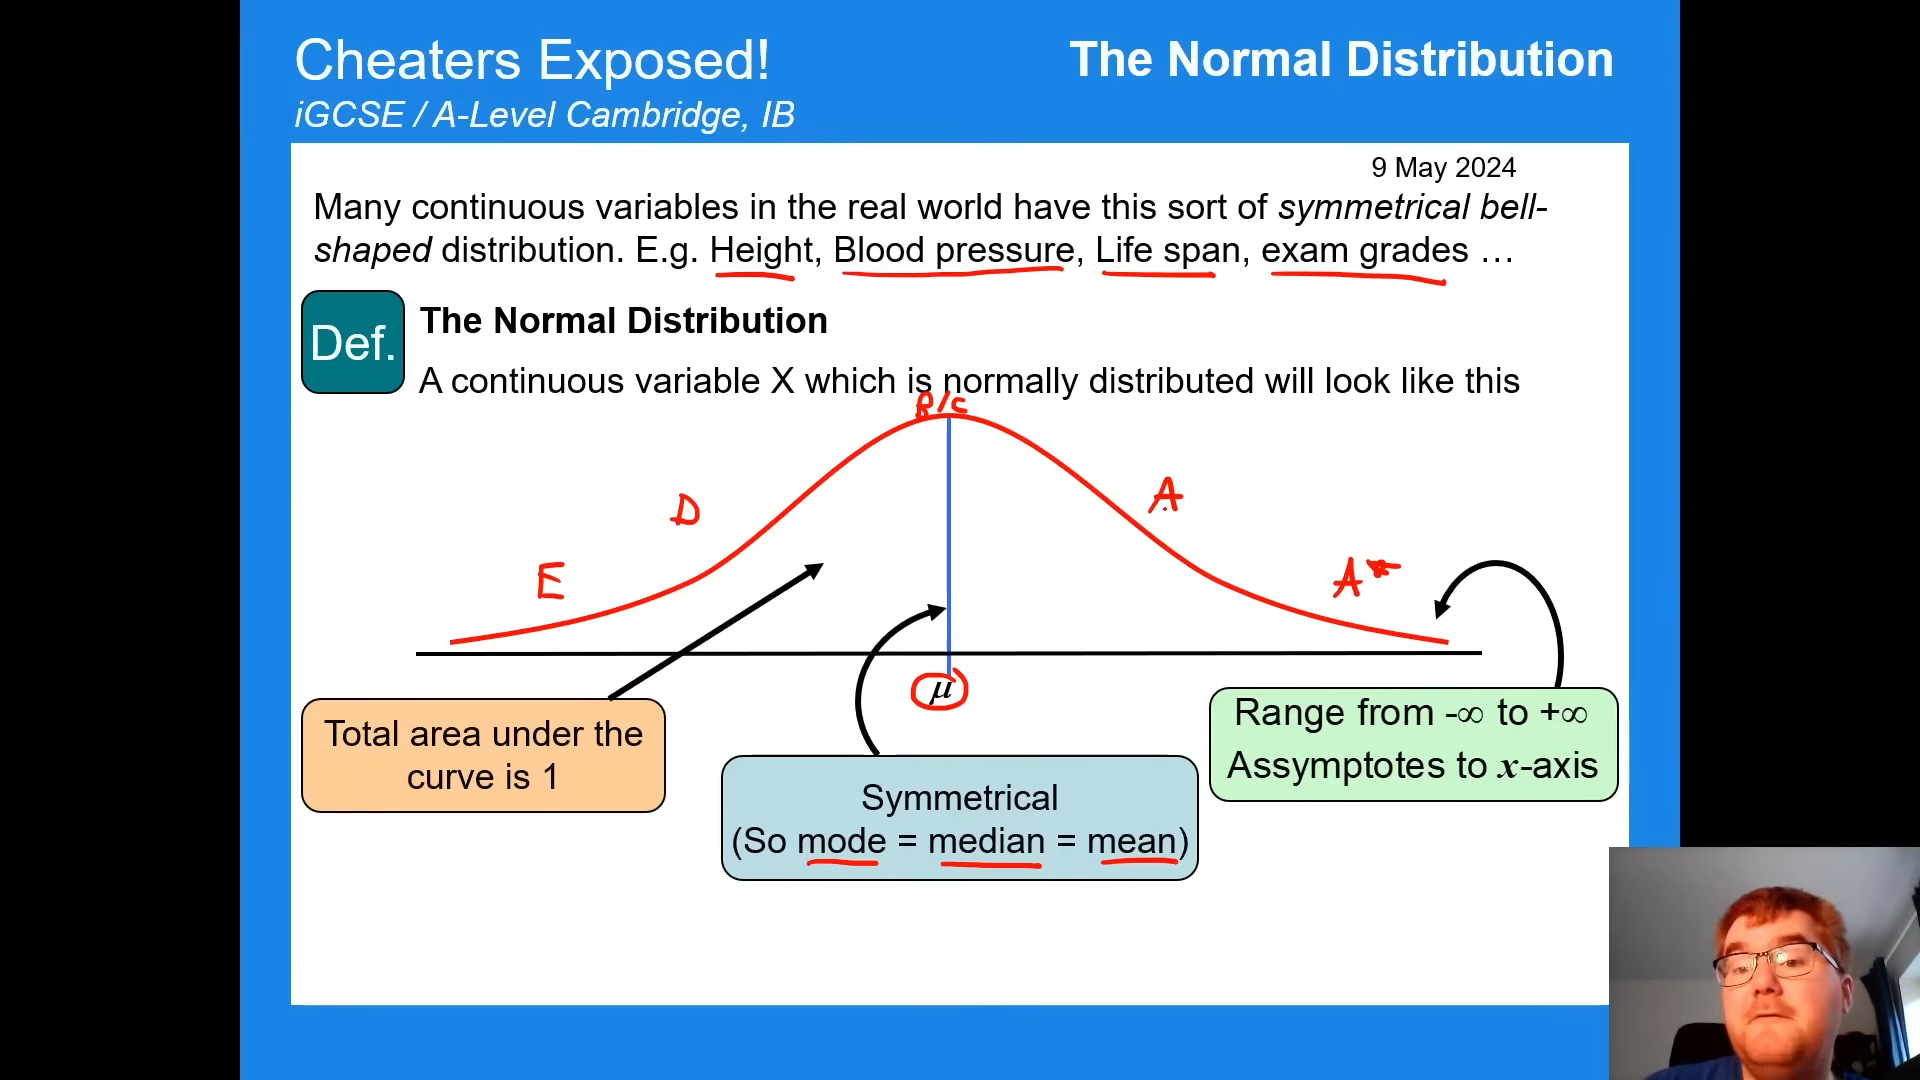 Cheaters Exposed!
The Normal Distribution
iGCSE / A-Level Cambridge, IB
9 May 2024
Many continuous variables in the real world have this sort of symmetrical bell-
shaped distribution. E.g. Height, Blood pressure, Life span, exam grades …
Def.
The Normal Distribution
A continuous variable X which is normally distributed will look like this
B/C
D
A
E
A*
μ
Total area under the
curve is 1
Symmetrical
(So mode = median = mean)
Range from -∞ to +∞
Assymptotes to x-axis